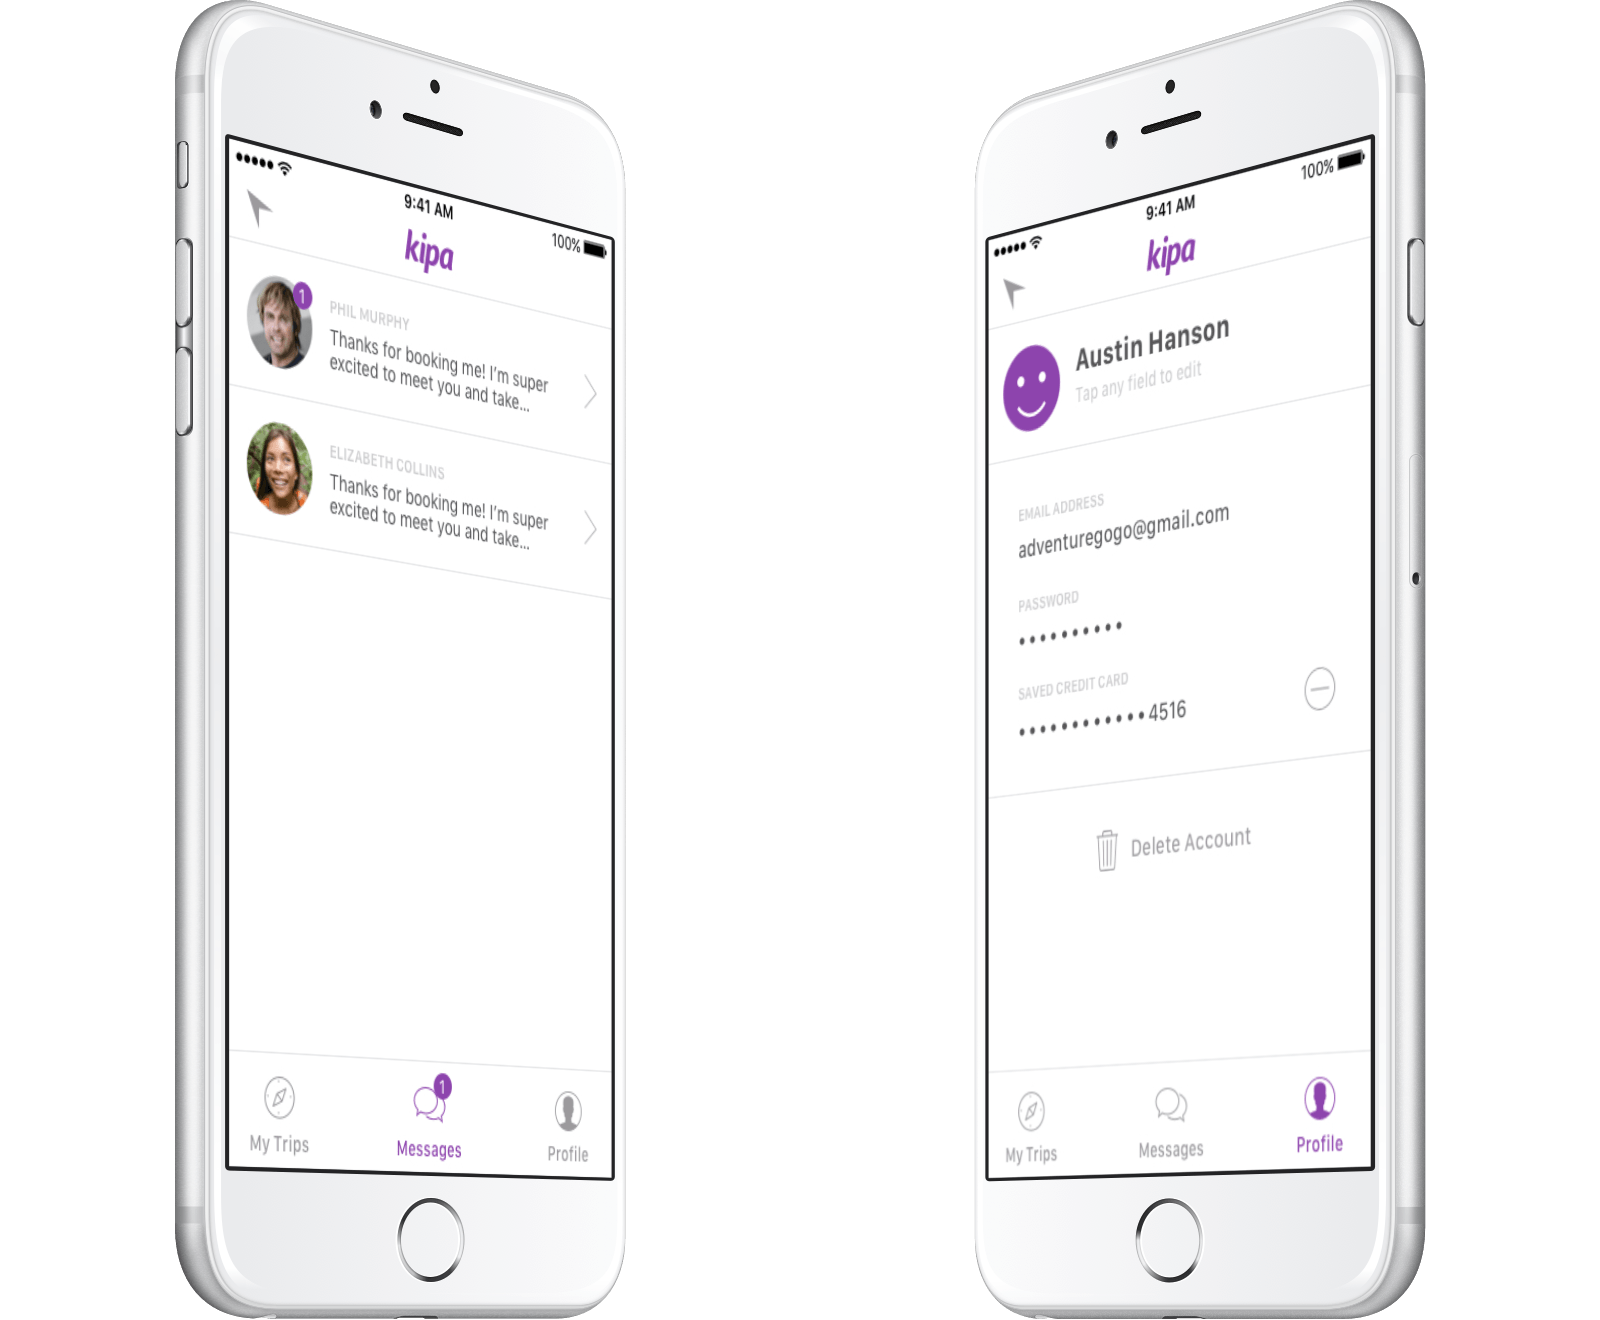 9:41 AM
100%
kipa
1
PHIL MURPHY
Thanks for booking me! I'm super
excited to meet you and take...
ELIZABETH COLLINS
Thanks for booking me! I'm super
excited to meet you and take...
1
My Trips
Messages
Profile
100%
9:41 AM
kipa
Austin Hanson
Tap any field to edit
EMAIL ADDRESS
adventuregogo@gmail.com
PASSWORD
••••••••••
SAVED CREDIT CARD
••••••••••••4516
Delete Account
My Trips
Messages
Profile